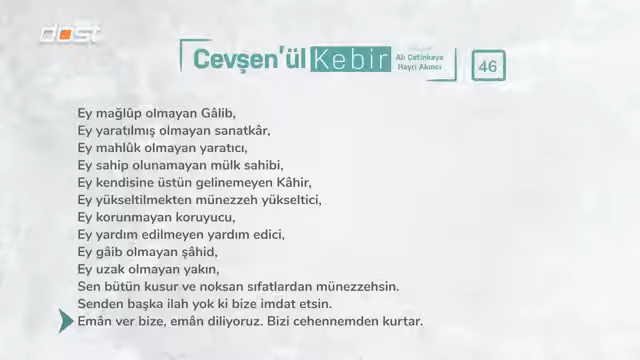 dost
Cevşen'ül Kebir
Ali Çetinkaya
Hayri Akıncı
46
Ey mağlûp olmayan Gâlib,
Ey yaratılmış olmayan sanatkâr,
Ey mahlûk olmayan yaratıcı,
Ey sahip olunamayan mülk sahibi,
Ey kendisine üstün gelinemeyen Kâhir,
Ey yükseltilmekten münezzeh yükseltici,
Ey korunmayan koruyucu,
Ey yardım edilmeyen yardım edici,
Ey gâib olmayan şâhid,
Ey uzak olmayan yakın,
Sen bütün kusur ve noksan sıfatlardan münezzehsin.
Senden başka ilah yok ki bize imdat etsin.
Emân ver bize, emân diliyoruz. Bizi cehennemden kurtar.